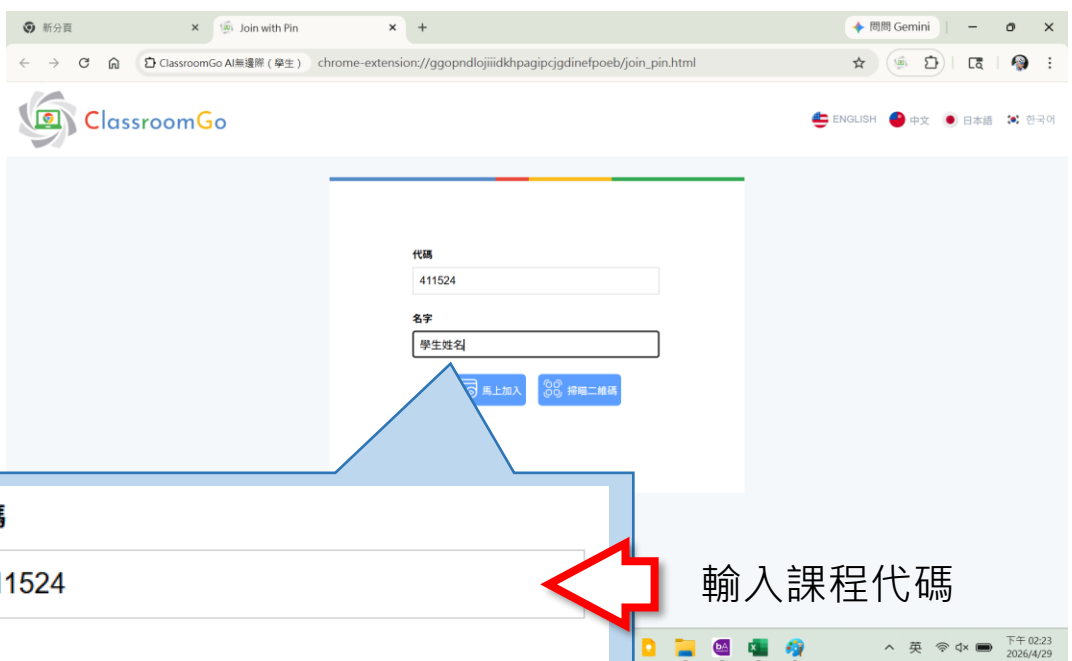 新分頁
Join with Pin
問問 Gemini
ClassroomGo AI無邊際 ( 學生 )
chrome-extension://ggopndlojiiidkhpagipcjgdinefpoeb/join_pin.html
ClassroomGo
ENGLISH 中文 日本語 한국어
代碼
411524
名字
學生姓名
馬上加入 掃瞄二維碼
碼
11524
輸入課程代碼
英
下午 02:23
2026/4/29